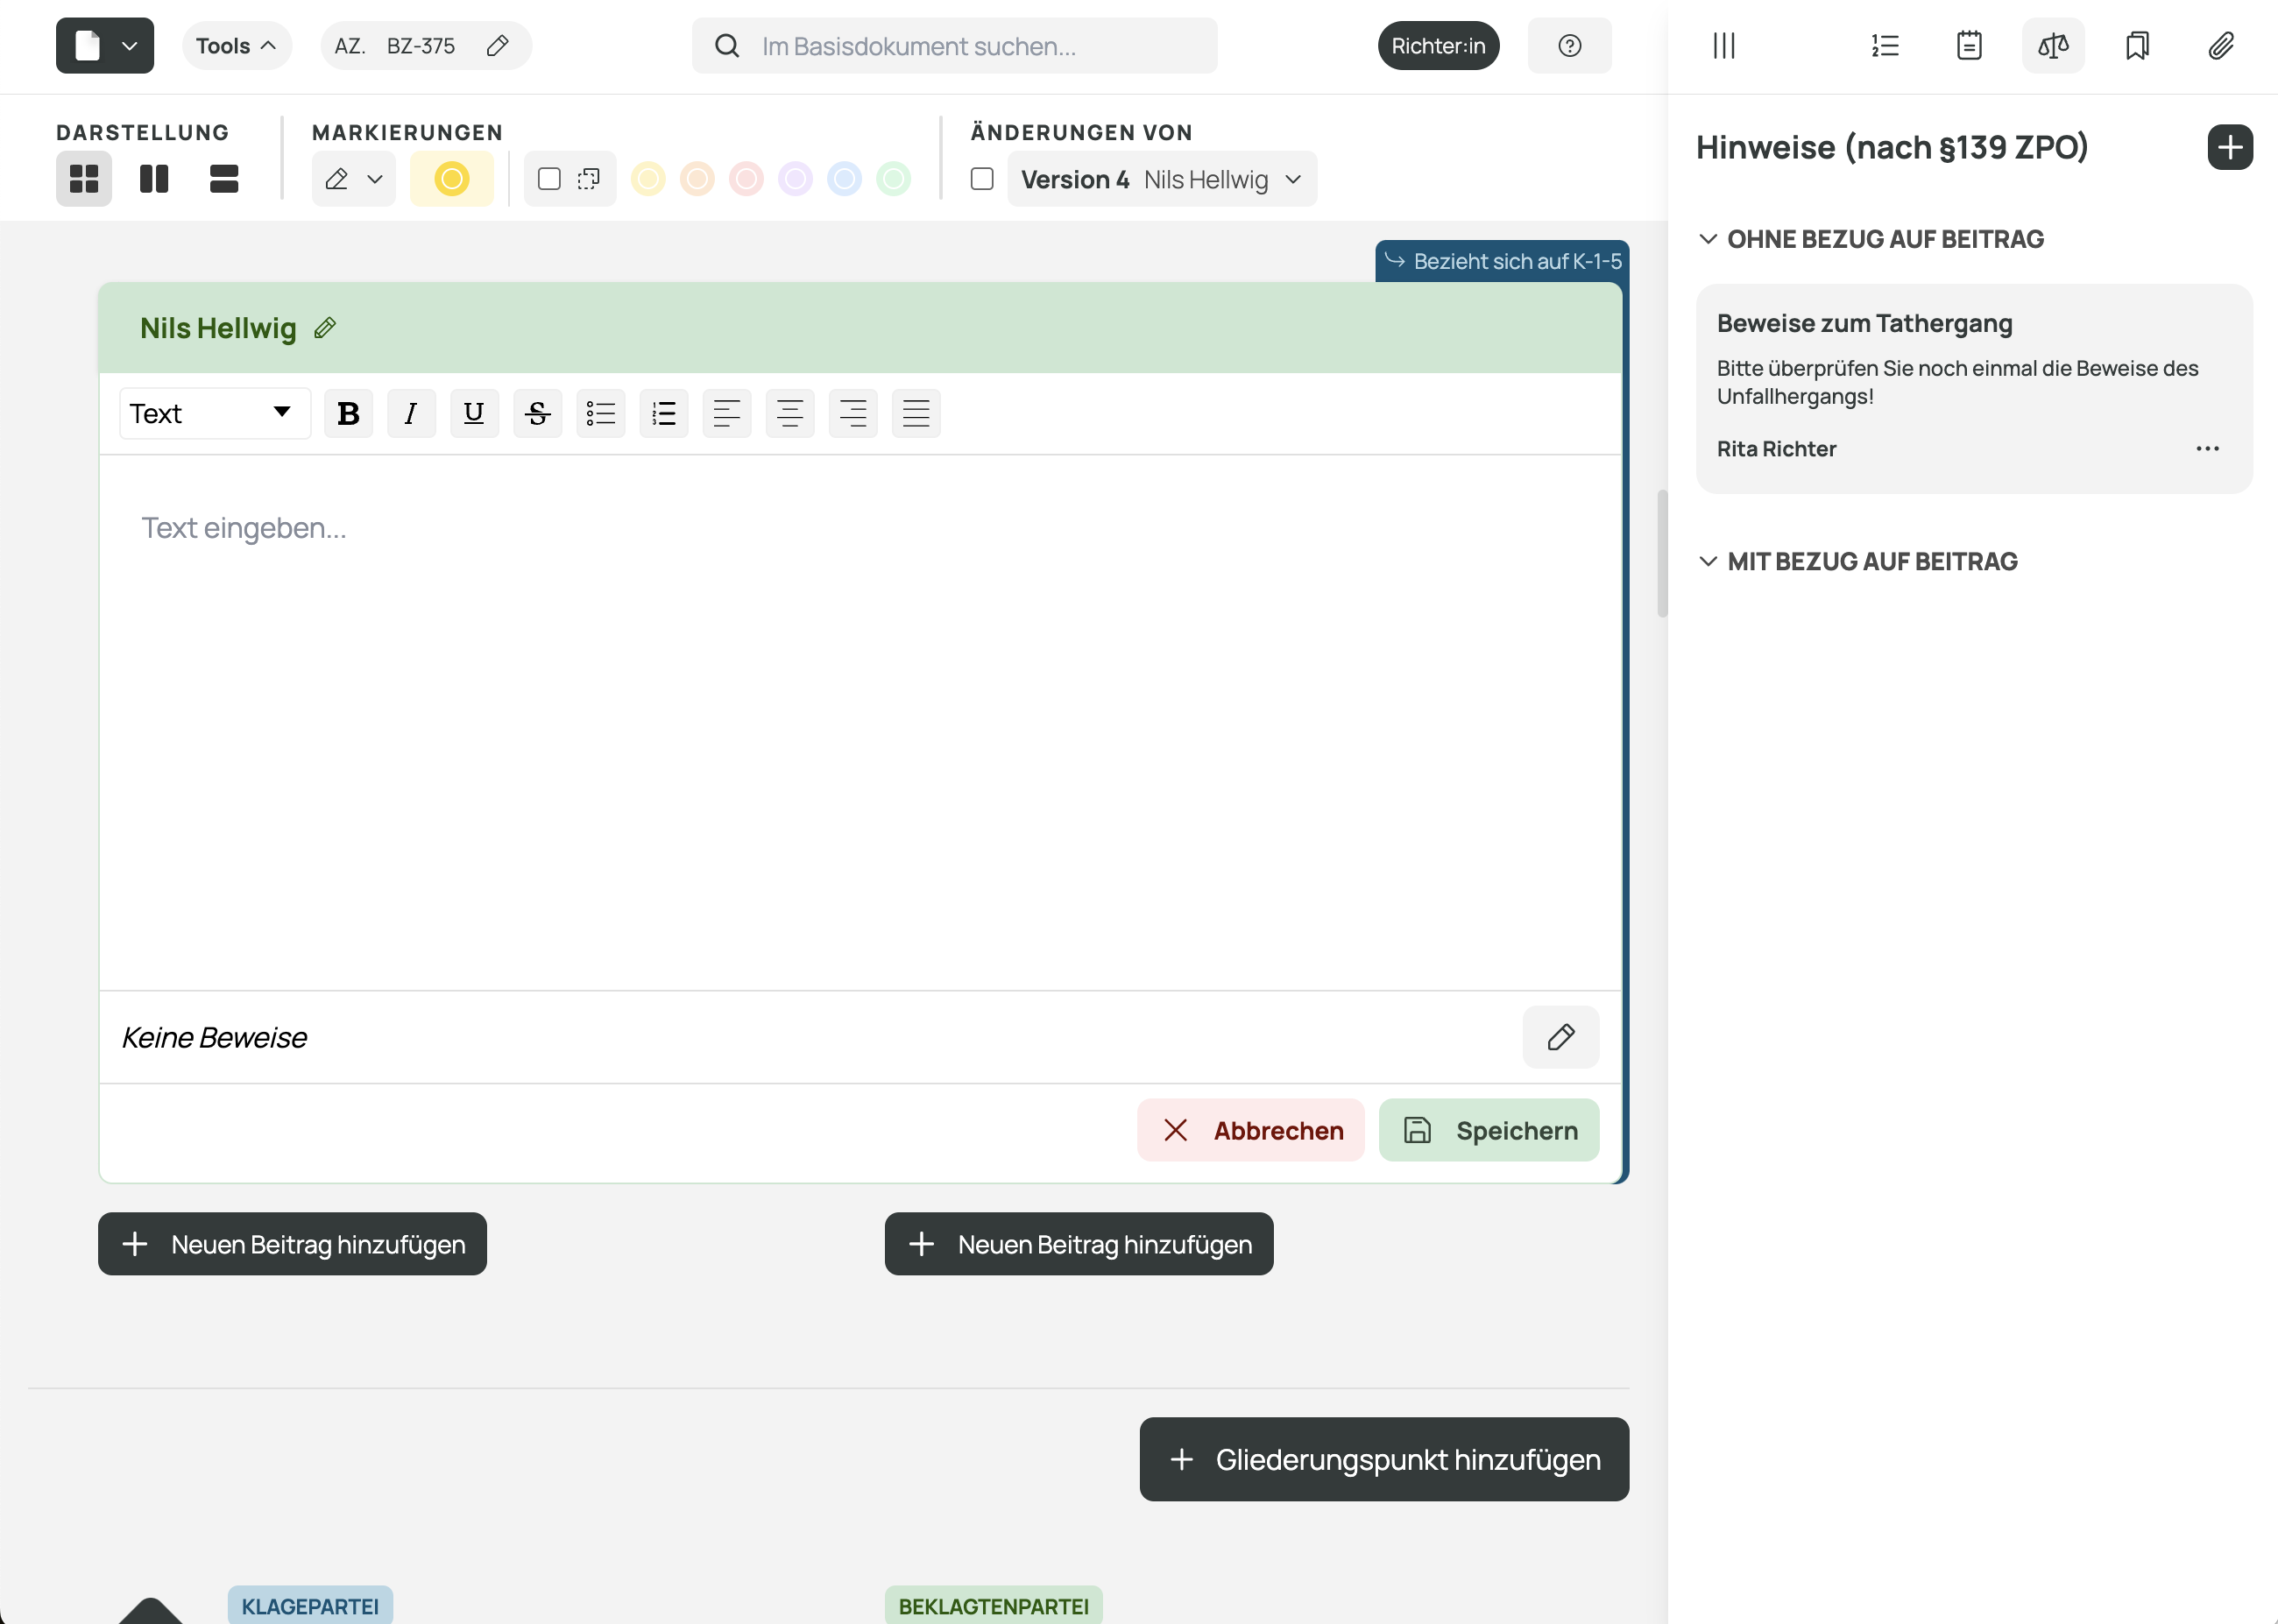 Tools
AZ. BZ-375
Im Basisdokument suchen...
Richter:in
DARSTELLUNG
MARKIERUNGEN
ÄNDERUNGEN VON
Version 4 Nils Hellwig
Bezieht sich auf K-1-5
Nils Hellwig
Text
B I U S
Text eingeben...
Keine Beweise
Abbrechen
Speichern
Neuen Beitrag hinzufügen
Neuen Beitrag hinzufügen
Gliederungspunkt hinzufügen
KLAGEPARTEI
BEKLAGTENPARTEI
Hinweise (nach §139 ZPO)
OHNE BEZUG AUF BEITRAG
Beweise zum Tathergang
Bitte überprüfen Sie noch einmal die Beweise des
Unfallhergangs!
Rita Richter
MIT BEZUG AUF BEITRAG